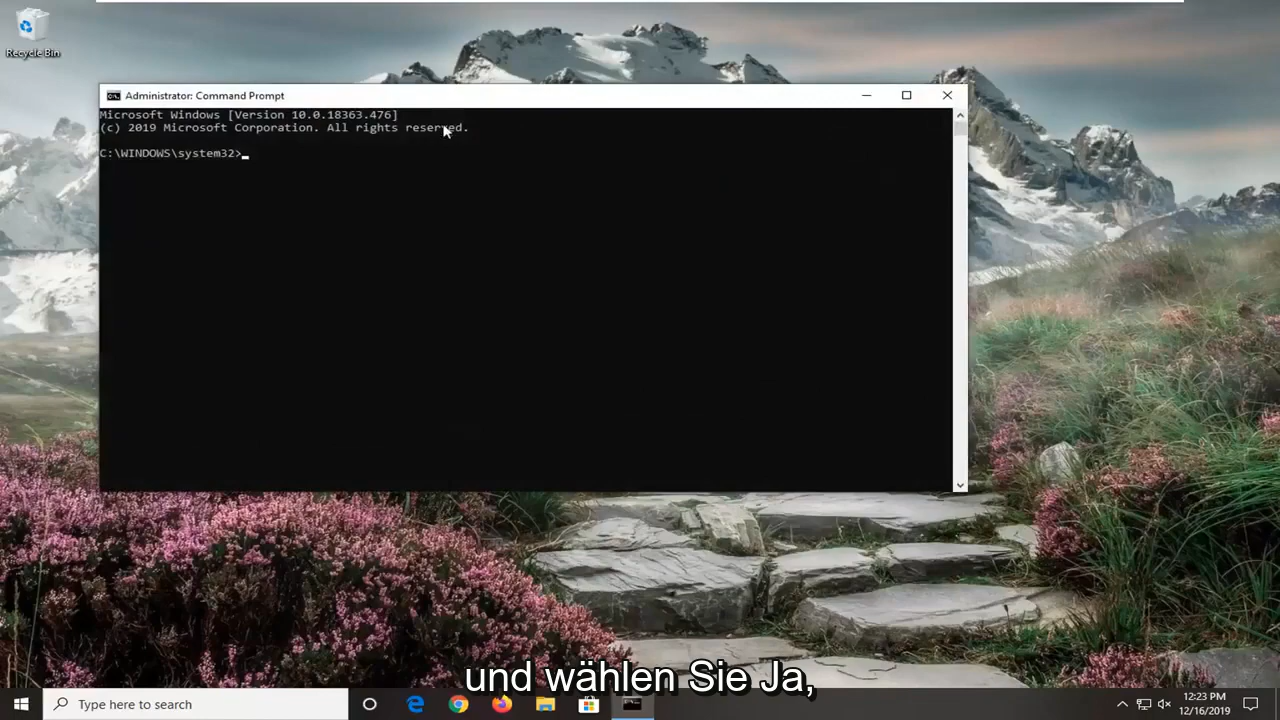 Recycle Bin
Administrator: Command Prompt
Microsoft Windows [Version 10.0.18363.476]
(c) 2019 Microsoft Corporation. All rights reserved.
C:\WINDOWS\system32>
und wählen Sie Ja,
Type here to search
12:23 PM
12/16/2019